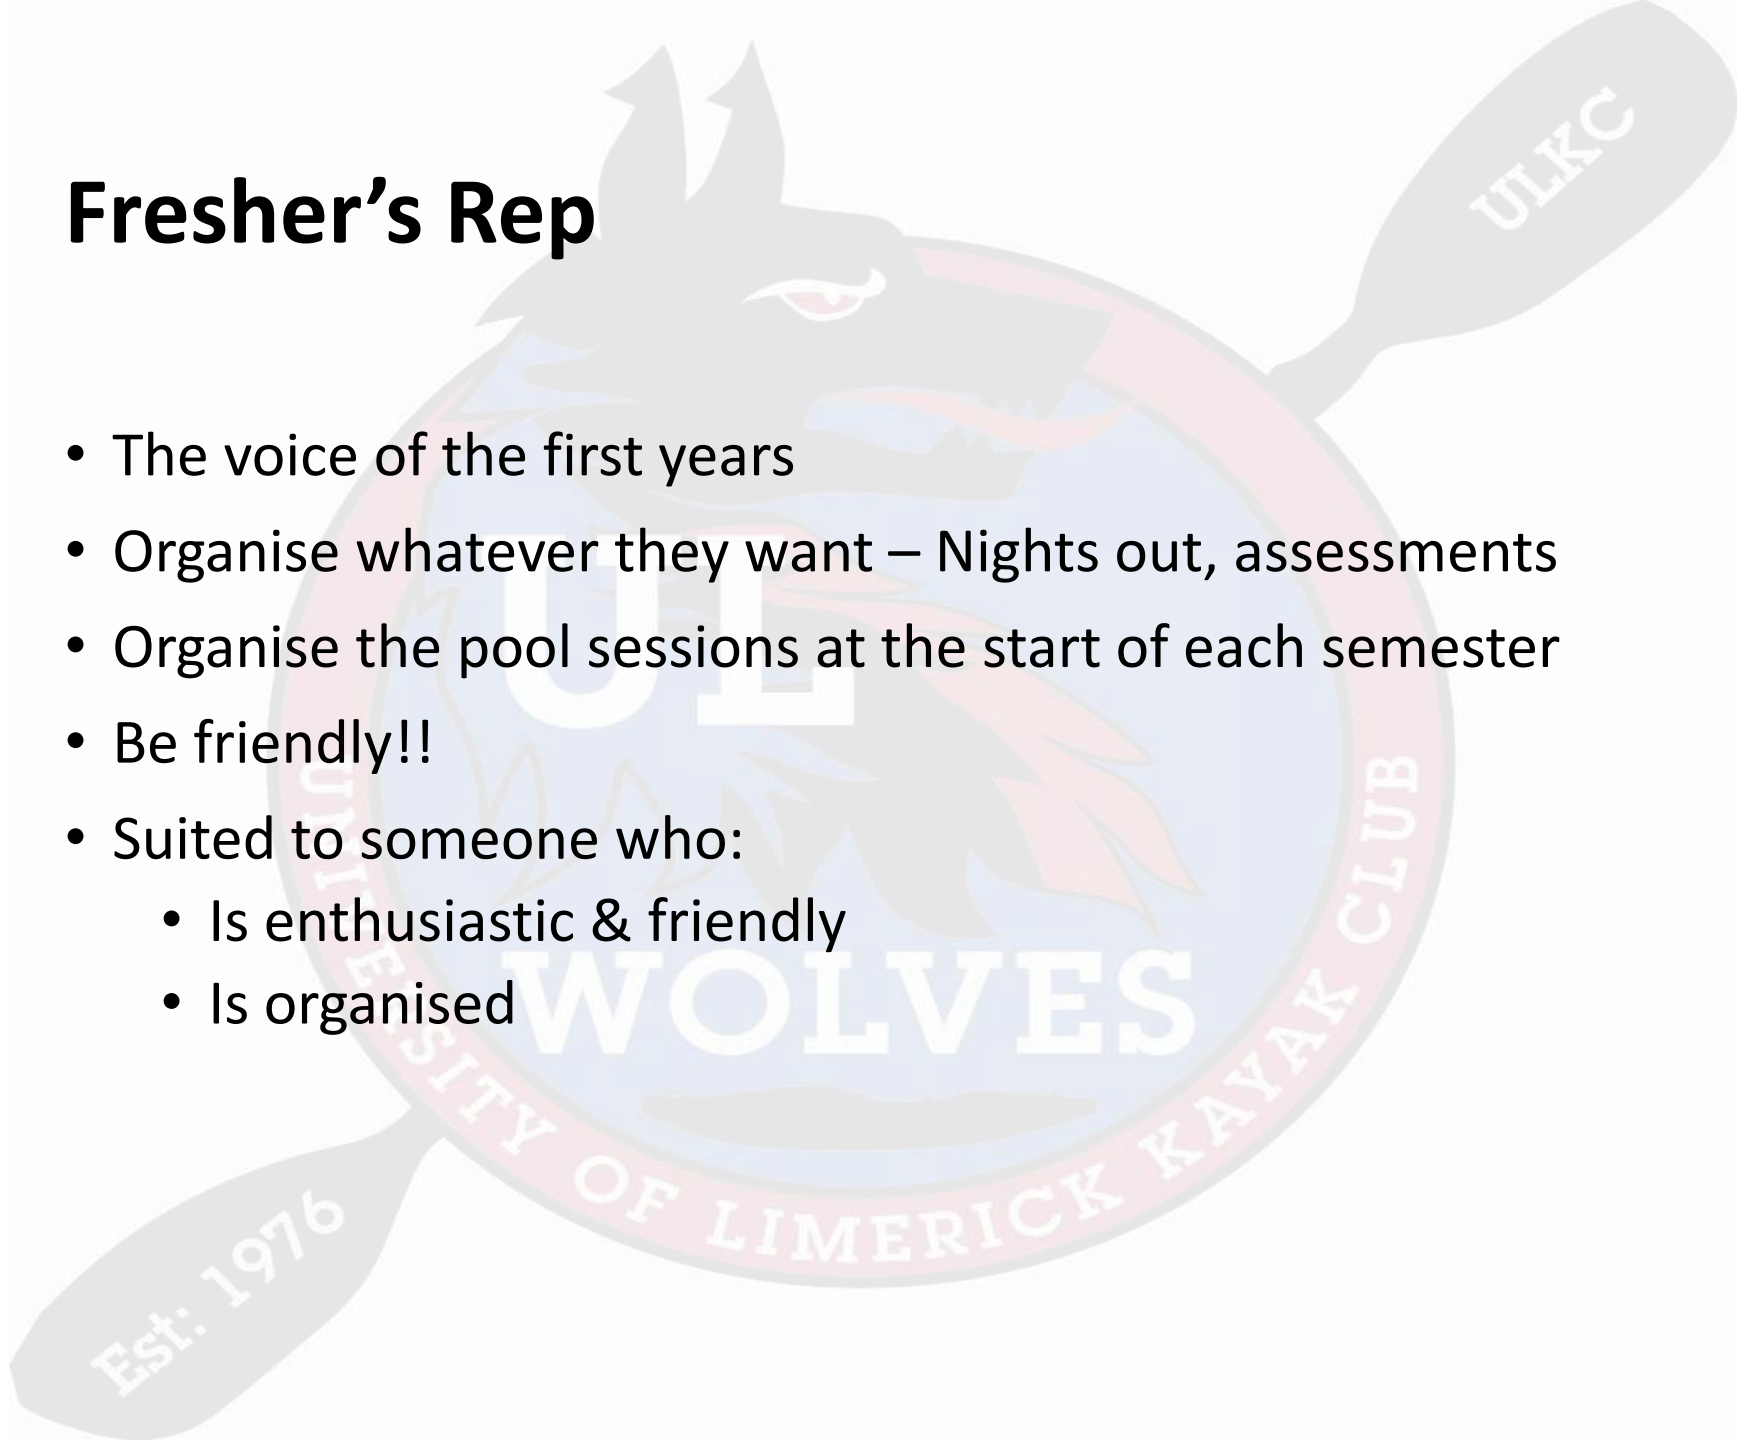 ULKC
Fresher’s Rep
• The voice of the first years
• Organise whatever they want – Nights out, assessments
• Organise the pool sessions at the start of each semester
• Be friendly!!
• Suited to someone who:
• Is enthusiastic & friendly
• Is organised
UL
WOLVES
UNIVERSITY OF LIMERICK KAYAK CLUB
Est: 1976